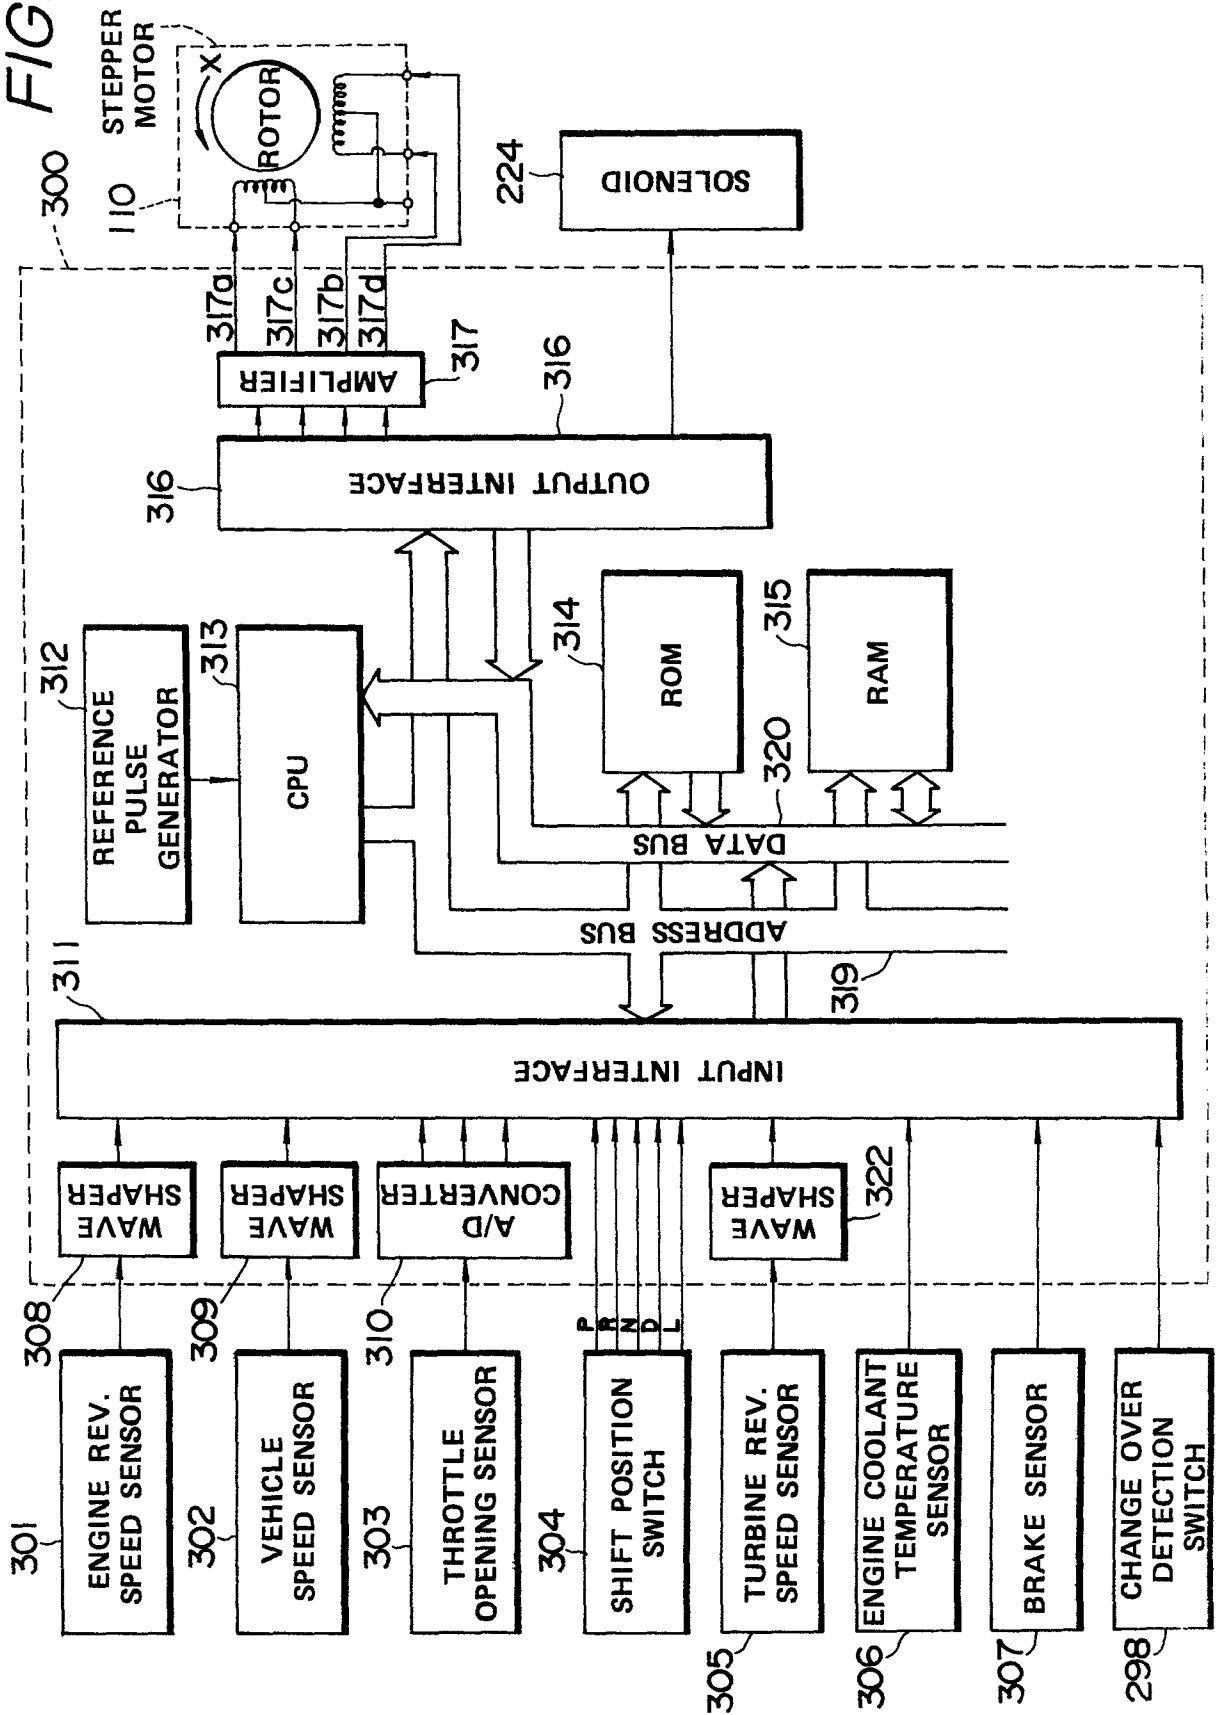 FIG.
300
110
STEPPER
MOTOR
X
ROTOR
317a
317c
317b
317d
AMPLIFIER
317
224
SOLENOID
316
OUTPUT INTERFACE
316
312
REFERENCE
PULSE
GENERATOR
313
CPU
314
ROM
315
RAM
320
DATA BUS
ADDRESS BUS
319
311
INPUT INTERFACE
308
WAVE
SHAPER
309
WAVE
SHAPER
310
A/D
CONVERTER
P
R
N
D
L
WAVE
SHAPER
322
301
ENGINE REV.
SPEED SENSOR
302
VEHICLE
SPEED SENSOR
303
THROTTLE
OPENING SENSOR
304
SHIFT POSITION
SWITCH
305
TURBINE REV.
SPEED SENSOR
306
ENGINE COOLANT
TEMPERATURE
SENSOR
307
BRAKE SENSOR
298
CHANGE OVER
DETECTION
SWITCH